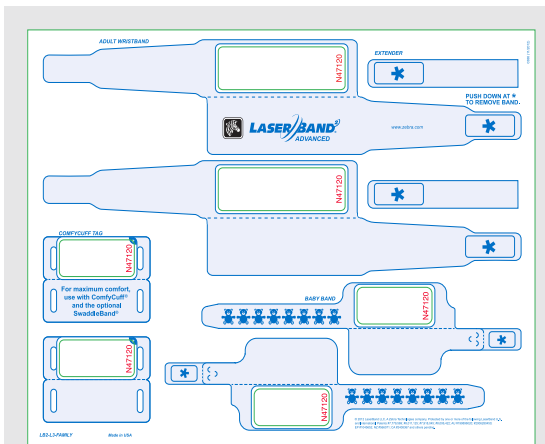 ADULT WRISTBAND
EXTENDER
N47120
PUSH DOWN AT *
TO REMOVE BAND.
LASERBAND2®
ADVANCED
www.zebra.com
N47120
COMFYCUFF TAG
N47120
For maximum comfort,
use with ComfyCuff®
and the optional
SwaddleBand®
BABY BAND
N47120
N47120
N47120
LB2-L3-FAMILY
Made in USA